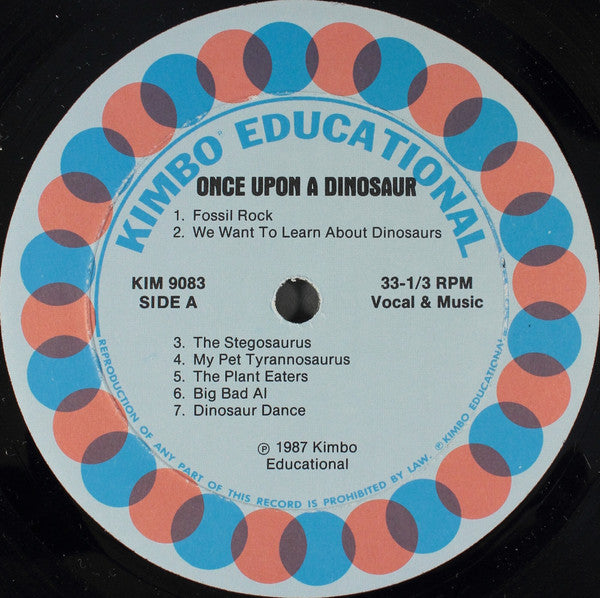 KIMBO® EDUCATIONAL
ONCE UPON A DINOSAUR
1. Fossil Rock
2. We Want To Learn About Dinosaurs
KIM 9083
SIDE A
33-1/3 RPM
Vocal & Music
3. The Stegosaurus
4. My Pet Tyrannosaurus
5. The Plant Eaters
6. Big Bad Al
7. Dinosaur Dance
℗ 1987 Kimbo
Educational
REPRODUCTION OF ANY PART OF THIS RECORD IS PROHIBITED BY LAW. ℗ KIMBO EDUCATIONAL